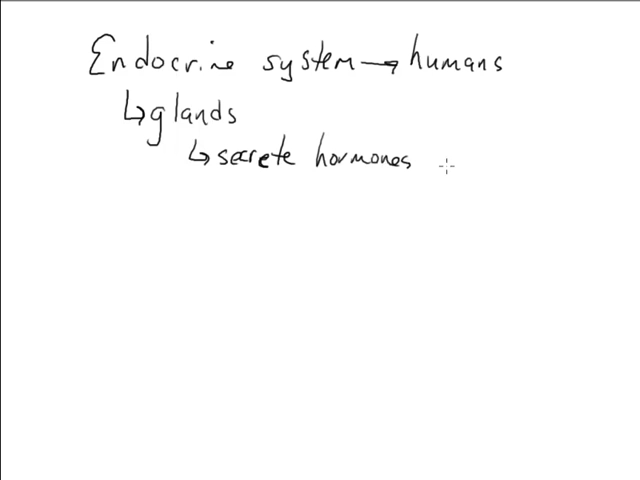 Endocrine system → humans
↳ glands
↳ secrete hormones